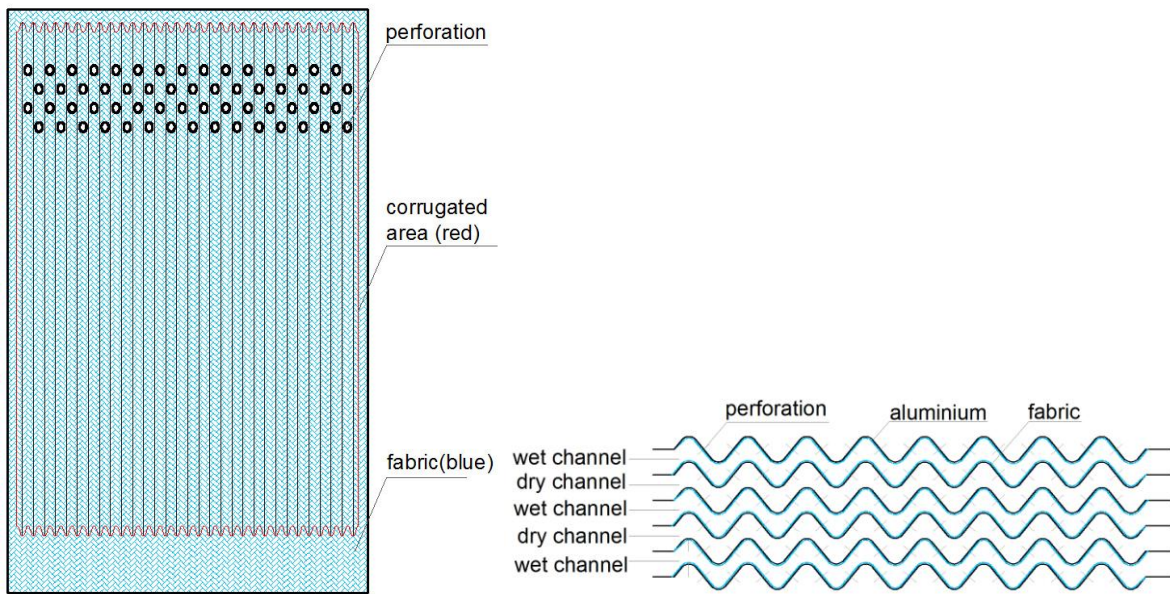 perforation
corrugated
area (red)
fabric(blue)
perforation
aluminium
fabric
wet channel
dry channel
wet channel
dry channel
wet channel